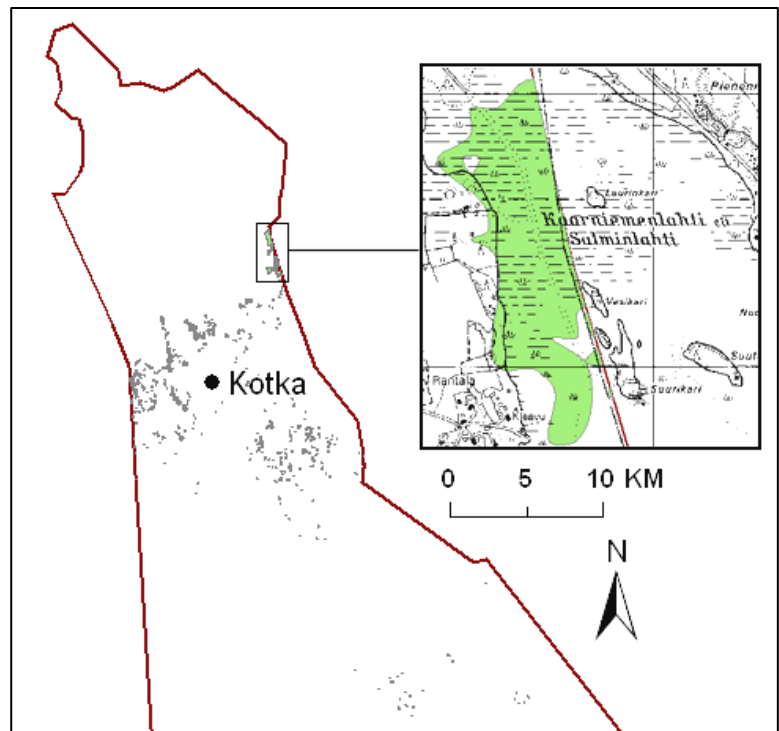 Kotka
Laurinkari
Kaarniemenlahti eli
Salminlahti
Vesikari
Suurikari
Rantala
0 5 10 KM
N